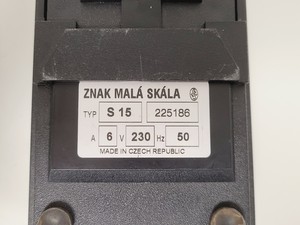 ZNAK MALÁ SKÁLA
TYP S 15 225186
A 6 V 230 Hz 50
MADE IN CZECH REPUBLIC